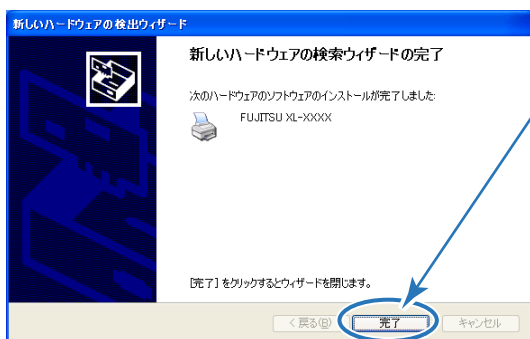 新しいハードウェアの検出ウィザード
新しいハードウェアの検索ウィザードの完了
次のハードウェアのソフトウェアのインストールが完了しました:
FUJITSU XL-XXXX
[完了] をクリックするとウィザードを閉じます。
< 戻る(B)
完了
キャンセル